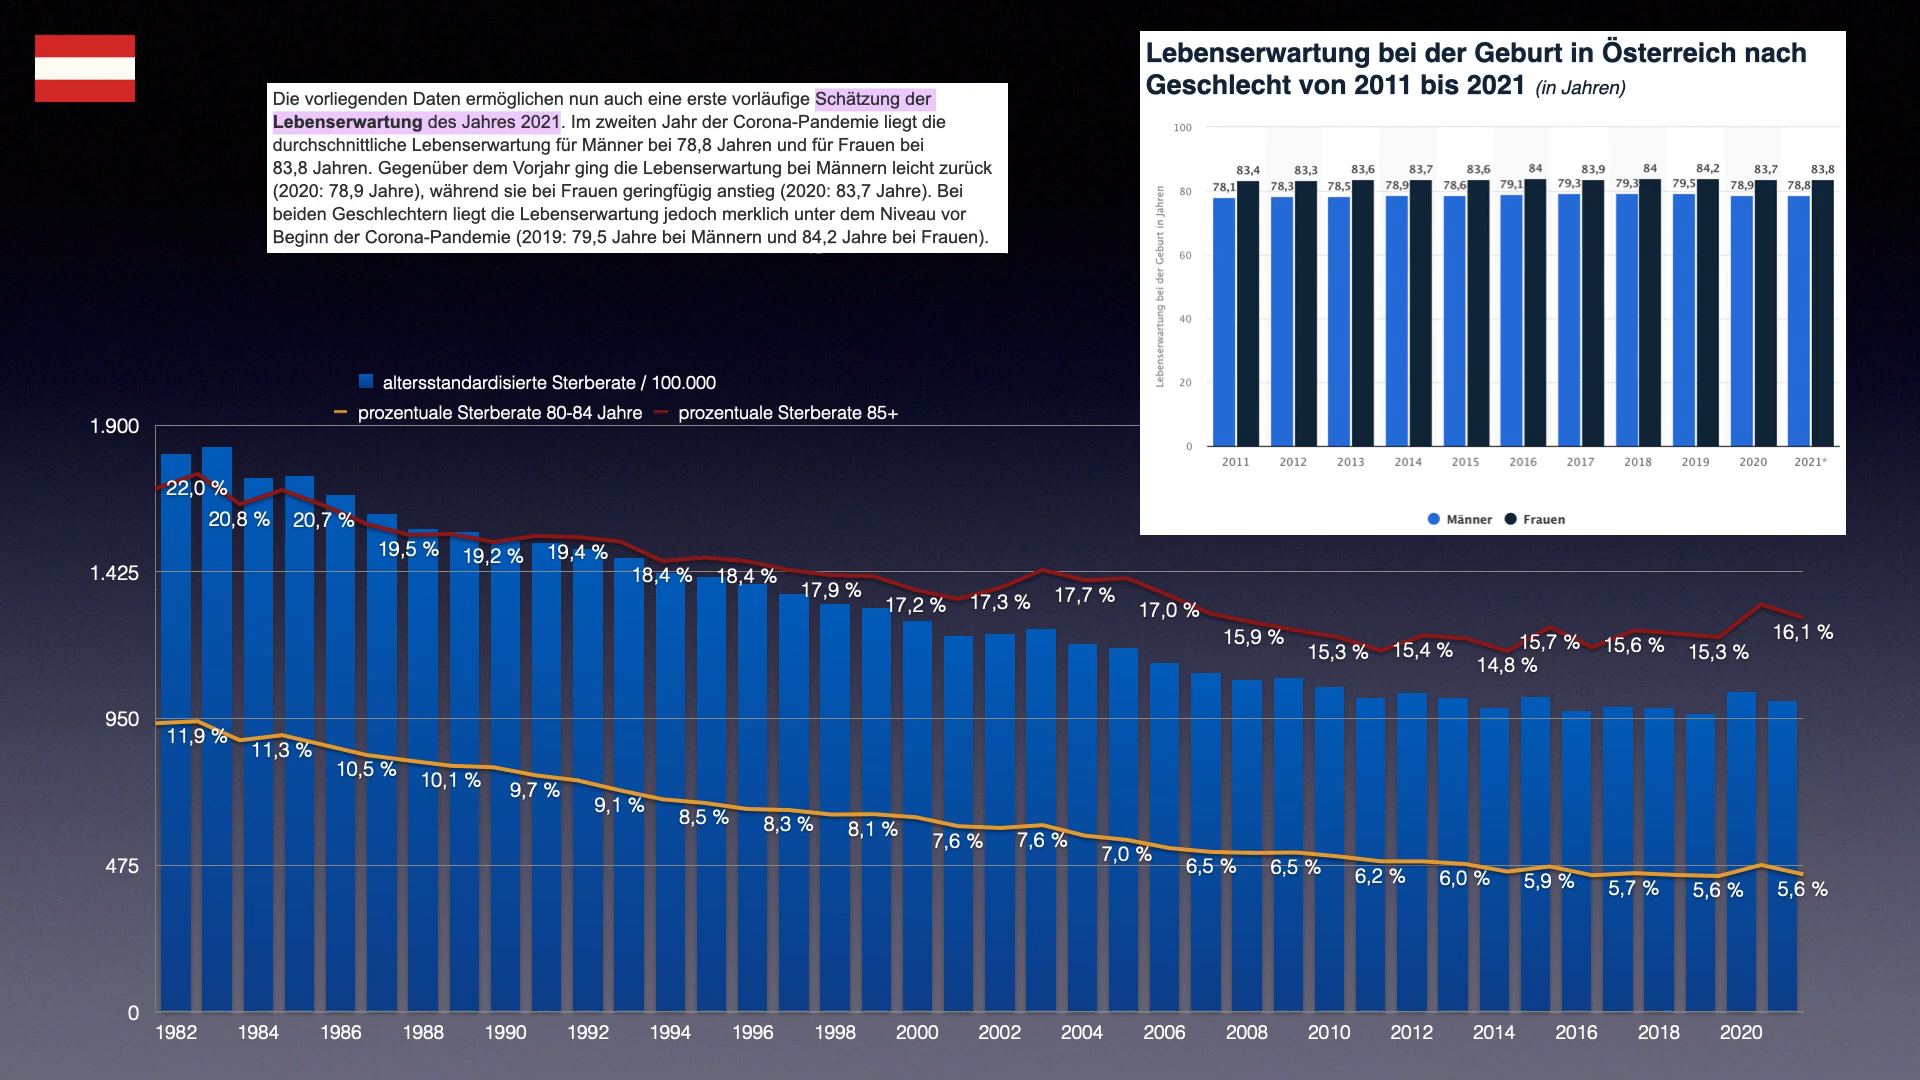 Die vorliegenden Daten ermöglichen nun auch eine erste vorläufige Schätzung der
Lebenserwartung des Jahres 2021. Im zweiten Jahr der Corona-Pandemie liegt die
durchschnittliche Lebenserwartung für Männer bei 78,8 Jahren und für Frauen bei
83,8 Jahren. Gegenüber dem Vorjahr ging die Lebenserwartung bei Männern leicht zurück
(2020: 78,9 Jahre), während sie bei Frauen geringfügig anstieg (2020: 83,7 Jahre). Bei
beiden Geschlechtern liegt die Lebenserwartung jedoch merklich unter dem Niveau vor
Beginn der Corona-Pandemie (2019: 79,5 Jahre bei Männern und 84,2 Jahre bei Frauen).
Lebenserwartung bei der Geburt in Österreich nach
Geschlecht von 2011 bis 2021 (in Jahren)
Lebenserwartung bei der Geburt in Jahren
100
80
60
40
20
0
83,4 83,3 83,6 83,7 83,6 84 83,9 84 84,2 83,7 83,8
78,1 78,3 78,5 78,9 78,6 79,1 79,3 79,3 79,5 78,9 78,8
2011 2012 2013 2014 2015 2016 2017 2018 2019 2020 2021*
Männer Frauen
altersstandardisierte Sterberate / 100.000
prozentuale Sterberate 80-84 Jahre prozentuale Sterberate 85+
1.900
1.425
950
475
0
22,0 % 20,8 % 20,7 % 19,5 % 19,2 % 19,4 % 18,4 % 18,4 % 17,9 % 17,2 % 17,3 % 17,7 % 17,0 % 15,9 % 15,3 % 15,4 % 14,8 % 15,7 % 15,6 % 15,3 % 16,1 %
11,9 % 11,3 % 10,5 % 10,1 % 9,7 % 9,1 % 8,5 % 8,3 % 8,1 % 7,6 % 7,6 % 7,0 % 6,5 % 6,5 % 6,2 % 6,0 % 5,9 % 5,7 % 5,6 % 5,6 %
1982 1984 1986 1988 1990 1992 1994 1996 1998 2000 2002 2004 2006 2008 2010 2012 2014 2016 2018 2020